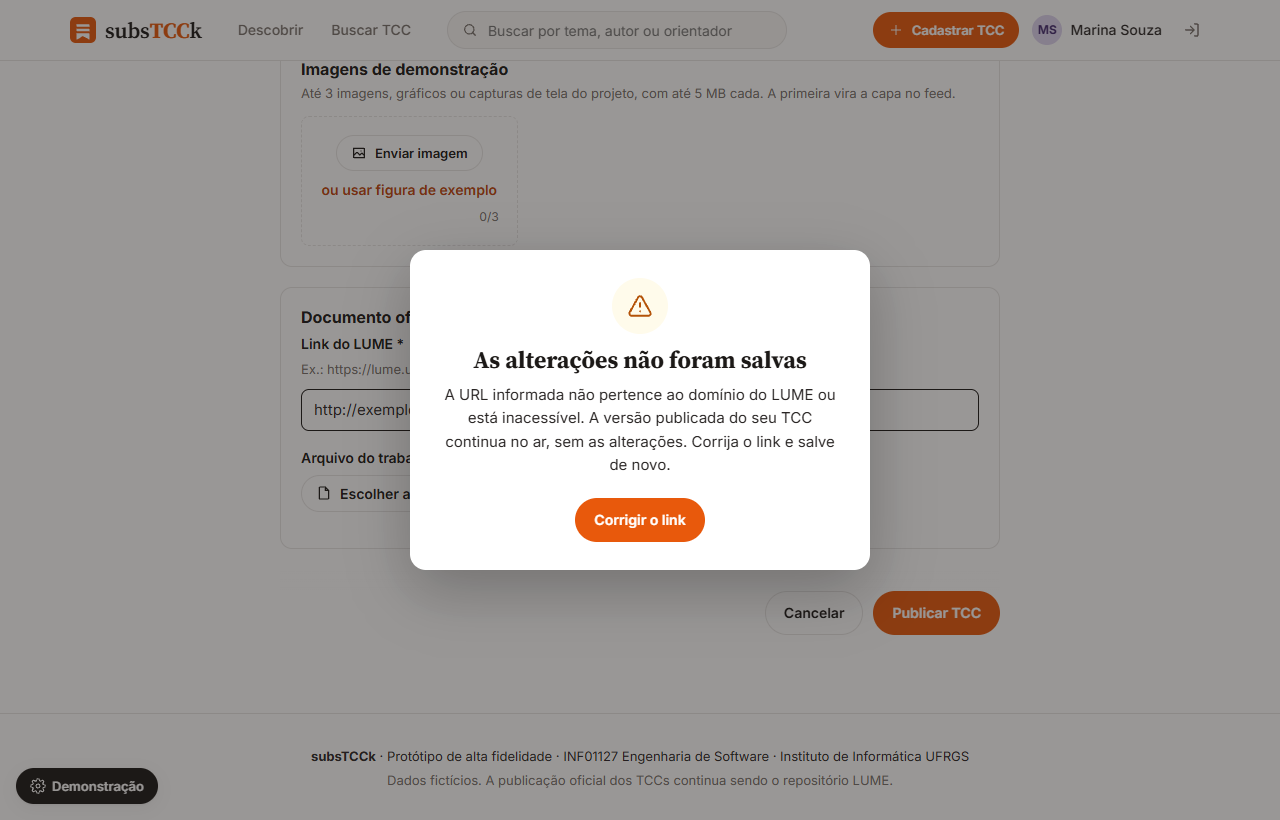 subsTCCk
Descobrir
Buscar TCC
Buscar por tema, autor ou orientador
Cadastrar TCC
MS
Marina Souza
Imagens de demonstração
Até 3 imagens, gráficos ou capturas de tela do projeto, com até 5 MB cada. A primeira vira a capa no feed.
Enviar imagem
ou usar figura de exemplo
0/3
Documento of
Link do LUME *
Ex.: https://lume.u
http://exemplo
Arquivo do traba
Escolher a
As alterações não foram salvas
A URL informada não pertence ao domínio do LUME ou
está inacessível. A versão publicada do seu TCC
continua no ar, sem as alterações. Corrija o link e salve
de novo.
Corrigir o link
Cancelar
Publicar TCC
subsTCCk · Protótipo de alta fidelidade · INF01127 Engenharia de Software · Instituto de Informática UFRGS
Dados fictícios. A publicação oficial dos TCCs continua sendo o repositório LUME.
Demonstração